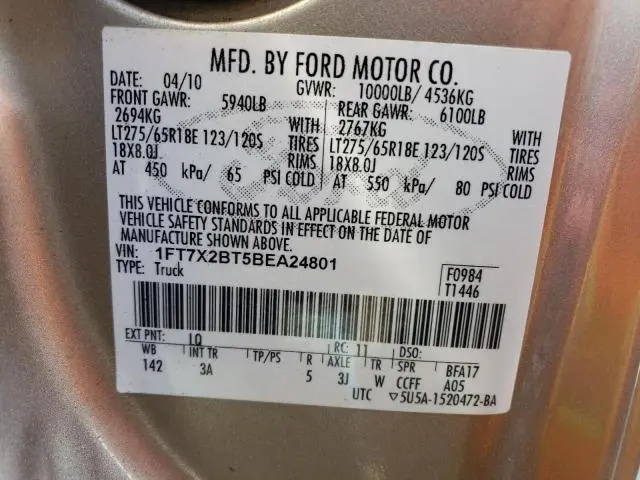 MFD. BY FORD MOTOR CO.
DATE: 04/10 GVWR: 10000LB/ 4536KG
FRONT GAWR: 5940LB REAR GAWR: 6100LB
2694KG 2767KG
LT275/65R18E 123/120S TIRES LT275/65R18E 123/120S TIRES
18X8.0J RIMS 18X8.0J RIMS
AT 450 kPa/ 65 PSI COLD AT 550 kPa/ 80 PSI COLD
THIS VEHICLE CONFORMS TO ALL APPLICABLE FEDERAL MOTOR
VEHICLE SAFETY STANDARDS IN EFFECT ON THE DATE OF
MANUFACTURE SHOWN ABOVE.
VIN: 1FT7X2BT5BEA24801
TYPE: Truck
F0984
T1446
EXT PNT: IQ RC: 11 DSO:
WB INT TR TP/PS R AXLE TR SPR BFA17
142 3A 5 3J W CCFF A05
UTC ▽5U5A-1520472-BA
Ford